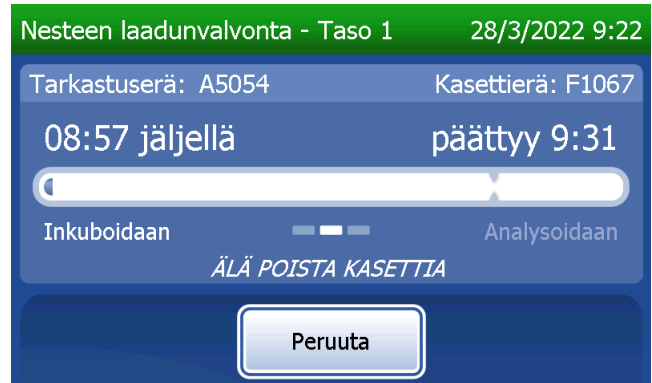 Nesteen laadunvalvonta - Taso 1 28/3/2022 9:22
Tarkastuserä: A5054 Kasettierä: F1067
08:57 jäljellä päättyy 9:31
Inkuboidaan Analysoidaan
ÄLÄ POISTA KASETTIA
Peruuta